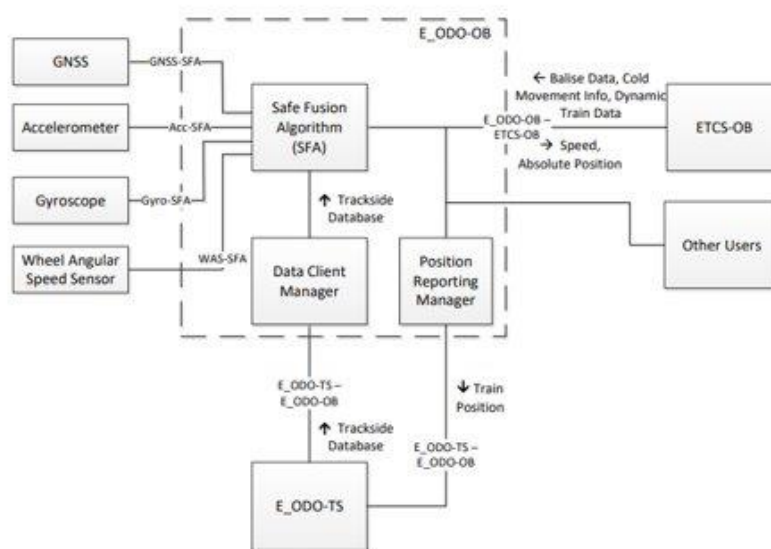 E_ODO-OB
GNSS
GNSS-SFA
Accelerometer
Acc-SFA
Gyroscope
Gyro-SFA
Wheel Angular
Speed Sensor
WAS-SFA
Safe Fusion
Algorithm
(SFA)
↑ Trackside
Database
Data Client
Manager
Position
Reporting
Manager
← Balise Data, Cold
Movement Info, Dynamic
Train Data
E_ODO-OB –
ETCS-OB
→ Speed,
Absolute Position
ETCS-OB
Other Users
E_ODO-TS –
E_ODO-OB
↑ Trackside
Database
↓ Train
Position
E_ODO-TS –
E_ODO-OB
E_ODO-TS